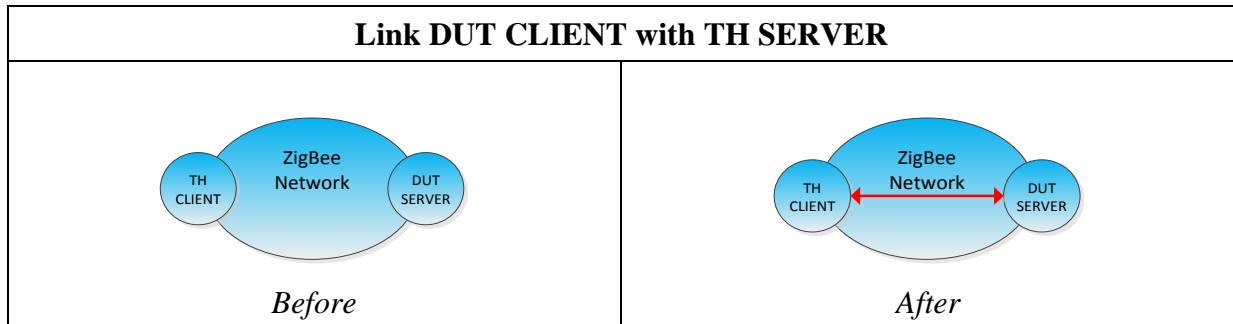 Link DUT CLIENT with TH SERVER
ZigBee
Network
TH
CLIENT
DUT
SERVER
Before
ZigBee
Network
TH
CLIENT
DUT
SERVER
After